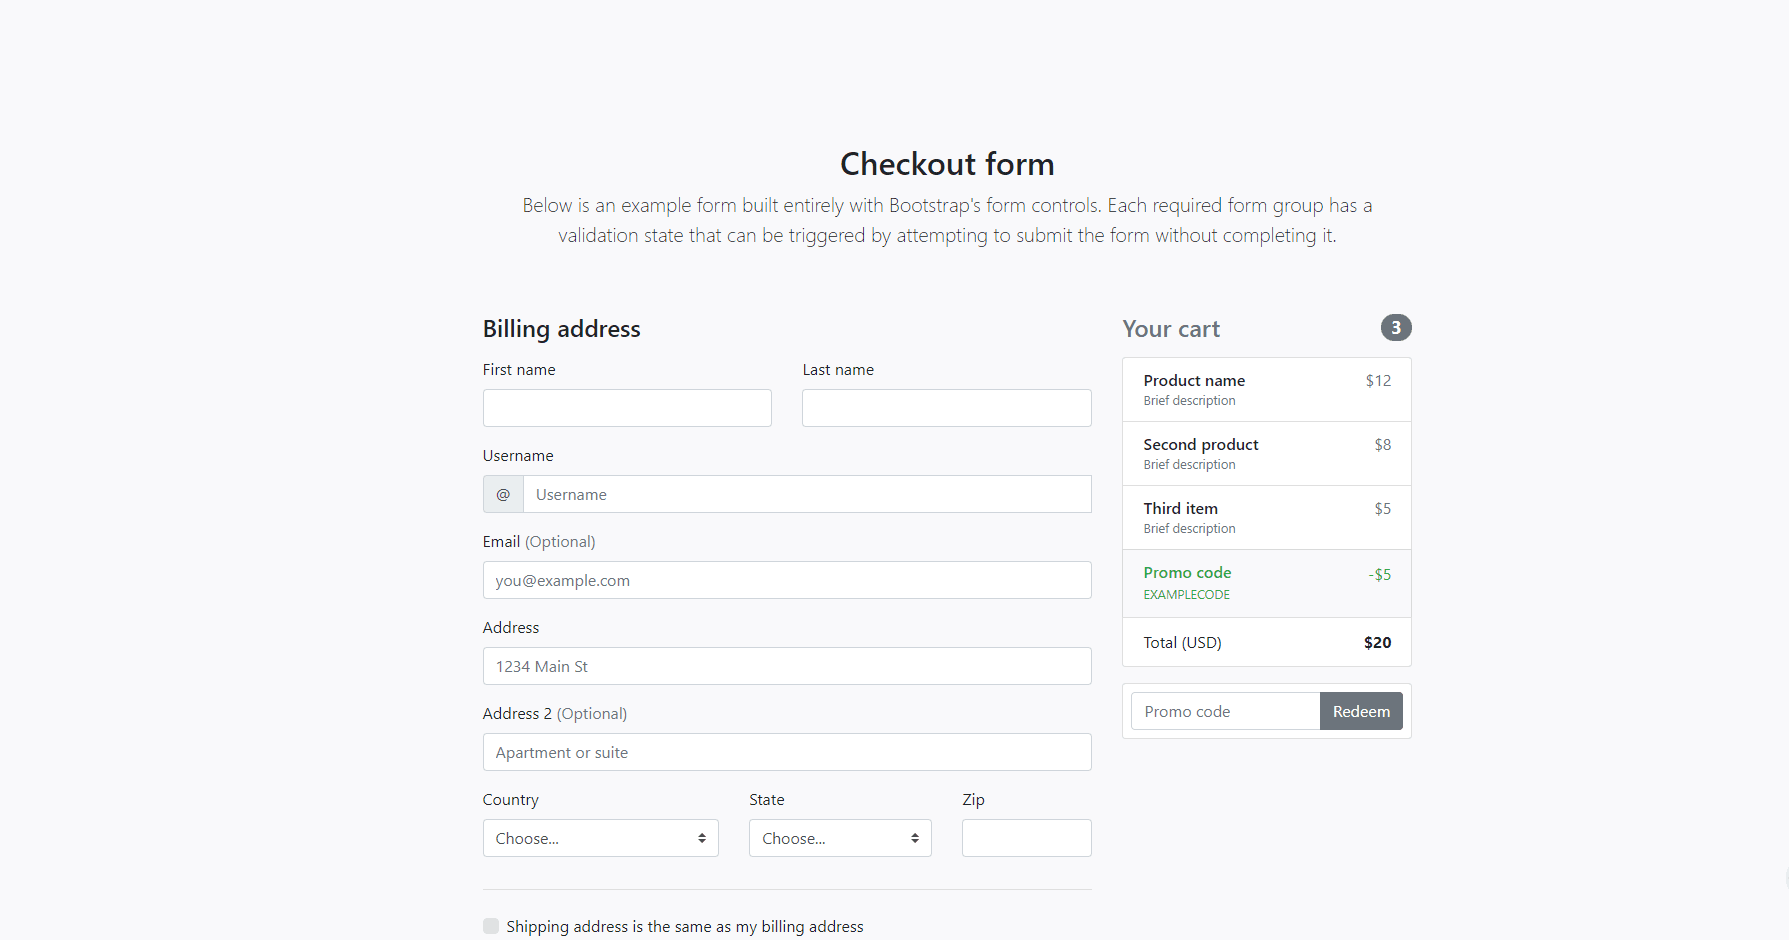 Checkout form
Below is an example form built entirely with Bootstrap's form controls. Each required form group has a
validation state that can be triggered by attempting to submit the form without completing it.
Billing address
First name
Last name
Username
@ Username
Email (Optional)
you@example.com
Address
1234 Main St
Address 2 (Optional)
Apartment or suite
Country
State
Zip
Choose...
Choose...
Shipping address is the same as my billing address
Your cart
3
Product name
$12
Brief description
Second product
$8
Brief description
Third item
$5
Brief description
Promo code
-$5
EXAMPLECODE
Total (USD)
$20
Promo code
Redeem